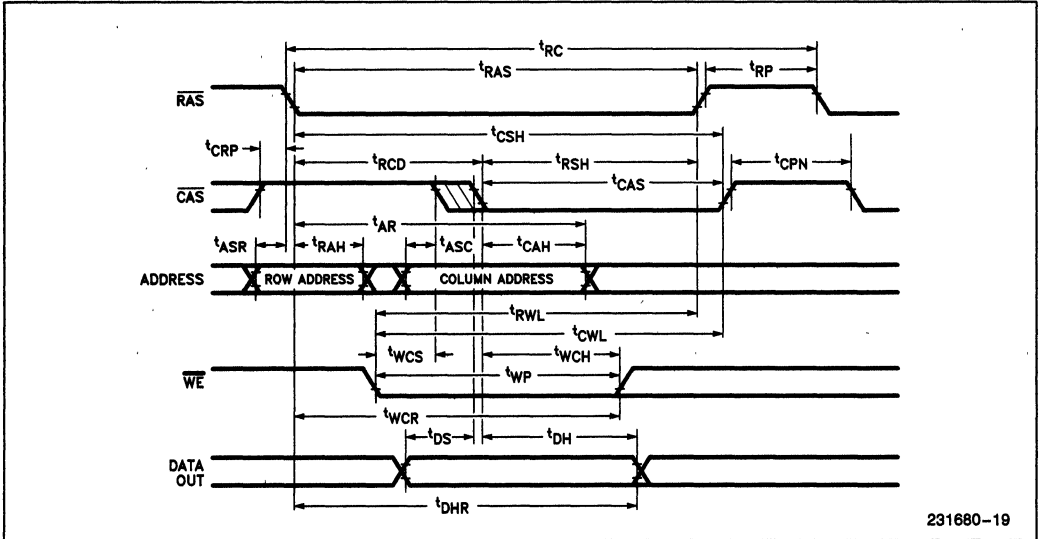 tRC
tRAS
tRP
RAS
tCSH
tCRP
tRCD
tRSH
tCPN
tCAS
CAS
tAR
tASR
tRAH
tASC
tCAH
ADDRESS
ROW ADDRESS
COLUMN ADDRESS
tRWL
tCWL
tWCS
tWCH
tWP
WE
tWCR
tDS
tDH
DATA
OUT
tDHR
231680-19